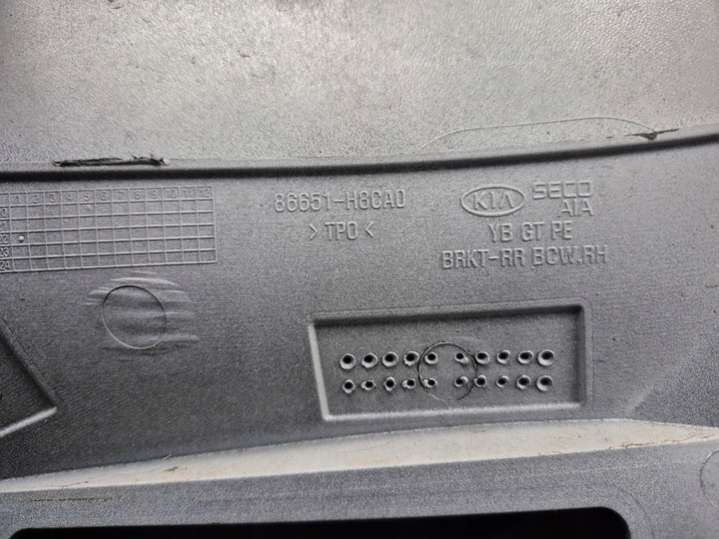 86651-H8CA0
>TPO<
KIA
SECO
AIA
YB GT PE
BRKT-RR BCW.RH